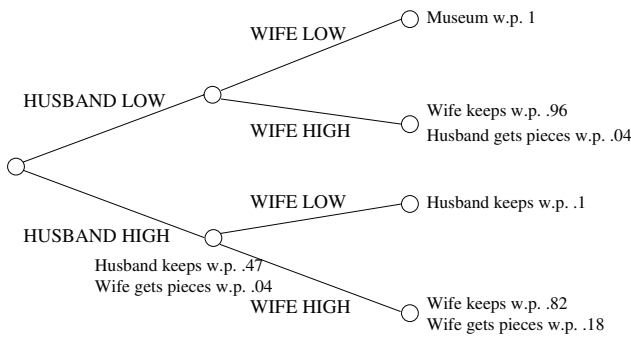 Museum w.p. 1
WIFE LOW
HUSBAND LOW
Wife keeps w.p. .96
WIFE HIGH
Husband gets pieces w.p. .04
WIFE LOW
Husband keeps w.p. .1
HUSBAND HIGH
Husband keeps w.p. .47
Wife gets pieces w.p. .04
WIFE HIGH
Wife keeps w.p. .82
Wife gets pieces w.p. .18